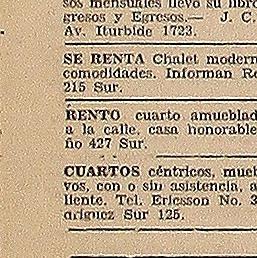 sos mensuales llevo su libro
gresos y Egresos.— J. C.
Av. Iturbide 1723.
SE RENTA Chalet modern
comodidades. Informan Re
215 Sur.
RENTO cuarto amueblad
a la calle. casa honorable
ño 427 Sur.
CUARTOS céntricos, mueb
vos, con o sin asistencia, a
liente. Tel. Ericsson No. 3
driguez Sur 125.